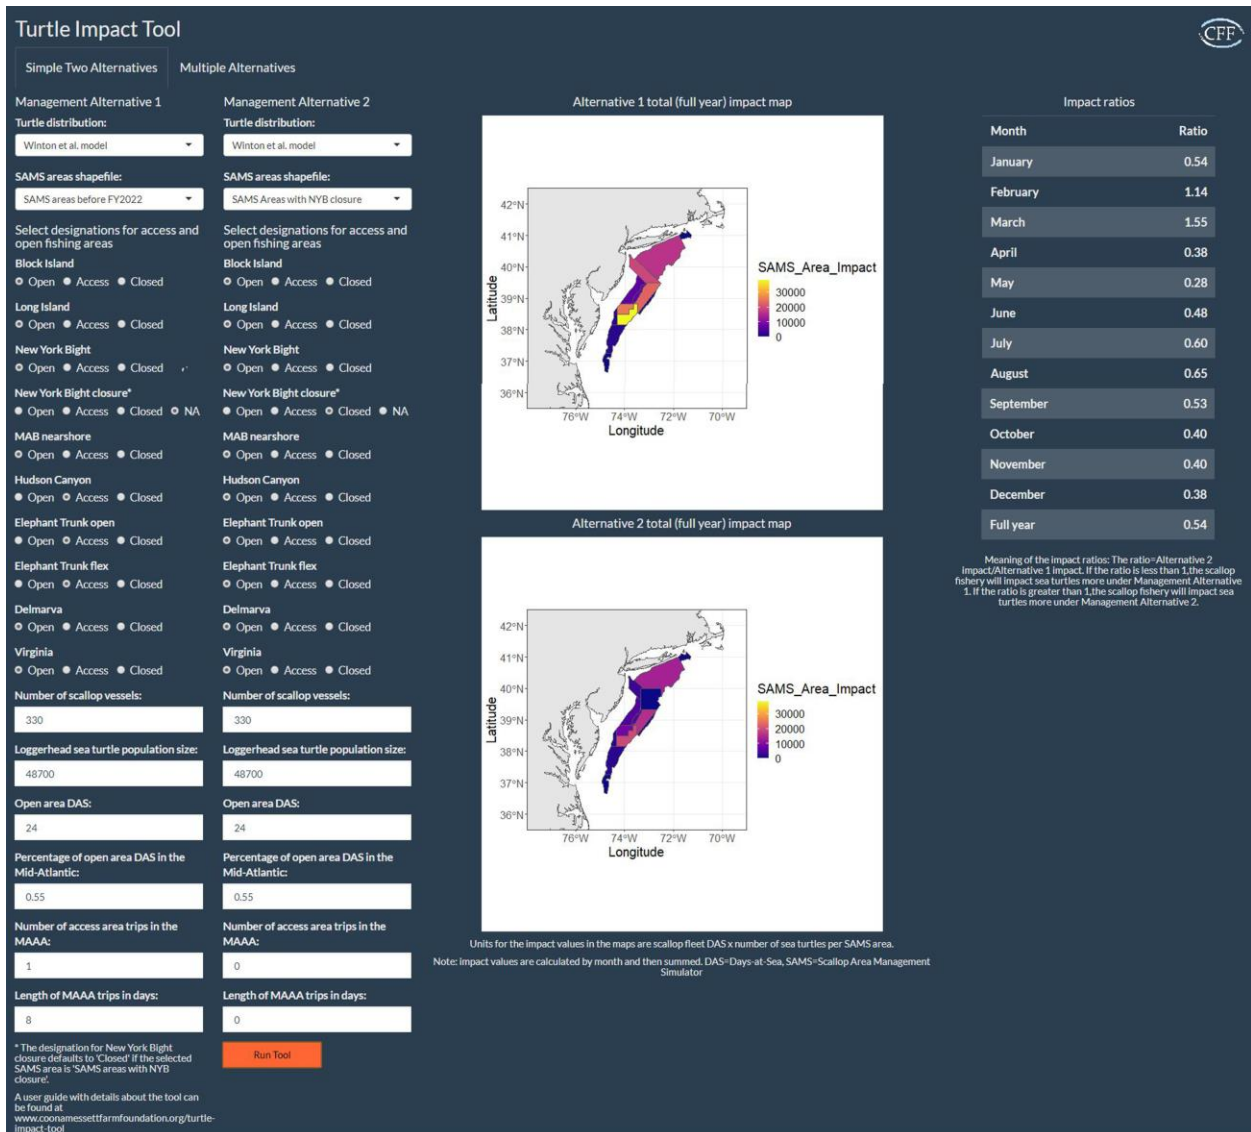 Turtle Impact Tool
CFF
Simple Two Alternatives Multiple Alternatives
Management Alternative 1
Turtle distribution:
Winton et al. model
SAMS areas shapefile:
SAMS areas before FY2022
Select designations for access and
open fishing areas
Block Island
Open Access Closed
Long Island
Open Access Closed
New York Bight
Open Access Closed
New York Bight closure*
Open Access Closed NA
MAB nearshore
Open Access Closed
Hudson Canyon
Open Access Closed
Elephant Trunk open
Open Access Closed
Elephant Trunk flex
Open Access Closed
Delmarva
Open Access Closed
Virginia
Open Access Closed
Number of scallop vessels:
330
Loggerhead sea turtle population size:
48700
Open area DAS:
24
Percentage of open area DAS in the
Mid-Atlantic:
0.55
Number of access area trips in the
MAAA:
1
Length of MAAA trips in days:
8
* The designation for New York Bight
closure defaults to 'Closed' if the selected
SAMS area is 'SAMS areas with NYB
closure'.
A user guide with details about the tool can
be found at
www.coonamessettfarmfoundation.org/turtle-
impact-tool
Management Alternative 2
Turtle distribution:
Winton et al. model
SAMS areas shapefile:
SAMS Areas with NYB closure
Select designations for access and
open fishing areas
Block Island
Open Access Closed
Long Island
Open Access Closed
New York Bight
Open Access Closed
New York Bight closure*
Open Access Closed NA
MAB nearshore
Open Access Closed
Hudson Canyon
Open Access Closed
Elephant Trunk open
Open Access Closed
Elephant Trunk flex
Open Access Closed
Delmarva
Open Access Closed
Virginia
Open Access Closed
Number of scallop vessels:
330
Loggerhead sea turtle population size:
48700
Open area DAS:
24
Percentage of open area DAS in the
Mid-Atlantic:
0.55
Number of access area trips in the
MAAA:
0
Length of MAAA trips in days:
0
Run Tool
Alternative 1 total (full year) impact map
42°N
41°N
40°N
39°N
38°N
37°N
36°N
Latitude
76°W 74°W 72°W 70°W
Longitude
SAMS_Area_Impact
30000
20000
10000
0
Alternative 2 total (full year) impact map
42°N
41°N
40°N
39°N
38°N
37°N
36°N
Latitude
76°W 74°W 72°W 70°W
Longitude
SAMS_Area_Impact
30000
20000
10000
0
Units for the impact values in the maps are scallop fleet DAS x number of sea turtles per SAMS area.
Note: impact values are calculated by month and then summed. DAS=Days-at-Sea, SAMS=Scallop Area Management
Simulator
Impact ratios
Month Ratio
January 0.54
February 1.14
March 1.55
April 0.38
May 0.28
June 0.48
July 0.60
August 0.65
September 0.53
October 0.40
November 0.40
December 0.38
Full year 0.54
Meaning of the impact ratios: The ratio=Alternative 2
impact/Alternative 1 impact. If the ratio is less than 1,the scallop
fishery will impact sea turtles more under Management Alternative
1. If the ratio is greater than 1,the scallop fishery will impact sea
turtles more under Management Alternative 2.